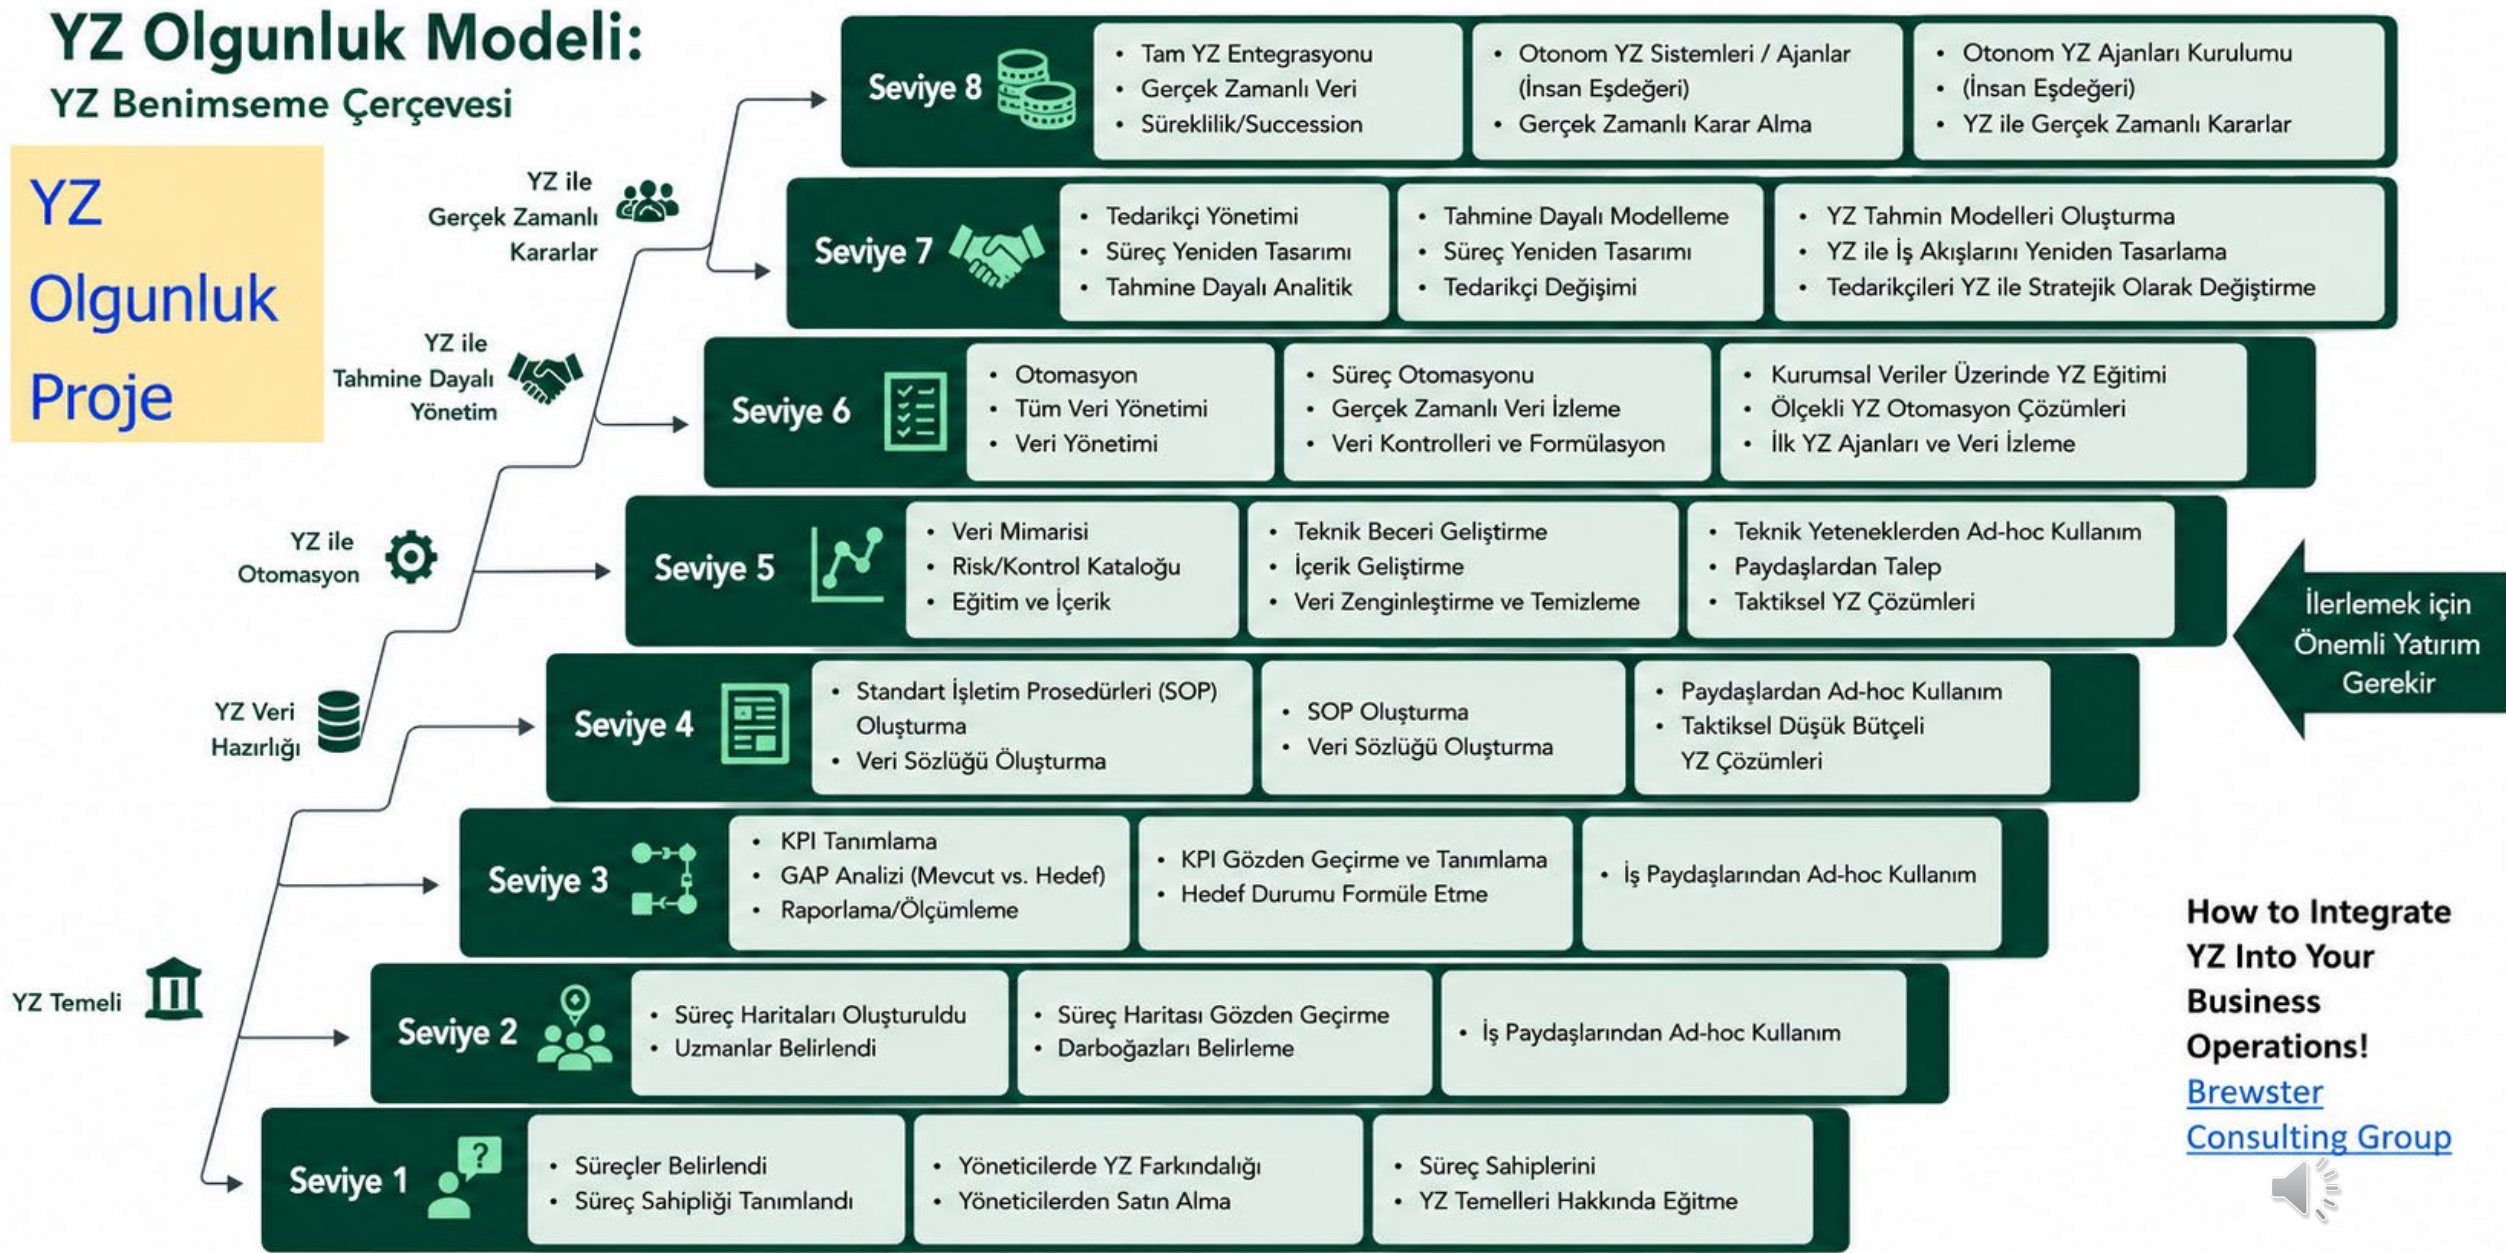 YZ Olgunluk Modeli:
YZ Benimseme Çerçevesi
YZ
Olgunluk
Proje
YZ ile
Gerçek Zamanlı
Kararlar
YZ ile
Tahmine Dayalı
Yönetim
YZ ile
Otomasyon
YZ Veri
Hazırlığı
YZ Temeli
Seviye 8
• Tam YZ Entegrasyonu
• Gerçek Zamanlı Veri
• Süreklilik/Succession
• Otonom YZ Sistemleri / Ajanlar
(İnsan Eşdeğeri)
• Gerçek Zamanlı Karar Alma
• Otonom YZ Ajanları Kurulumu
• (İnsan Eşdeğeri)
• YZ ile Gerçek Zamanlı Kararlar
Seviye 7
• Tedarikçi Yönetimi
• Süreç Yeniden Tasarımı
• Tahmine Dayalı Analitik
• Tahmine Dayalı Modelleme
• Süreç Yeniden Tasarımı
• Tedarikçi Değişimi
• YZ Tahmin Modelleri Oluşturma
• YZ ile İş Akışlarını Yeniden Tasarlama
• Tedarikçileri YZ ile Stratejik Olarak Değiştirme
Seviye 6
• Otomasyon
• Tüm Veri Yönetimi
• Veri Yönetimi
• Süreç Otomasyonu
• Gerçek Zamanlı Veri İzleme
• Veri Kontrolleri ve Formülasyon
• Kurumsal Veriler Üzerinde YZ Eğitimi
• Ölçekli YZ Otomasyon Çözümleri
• İlk YZ Ajanları ve Veri İzleme
Seviye 5
• Veri Mimarisi
• Risk/Kontrol Kataloğu
• Eğitim ve İçerik
• Teknik Beceri Geliştirme
• İçerik Geliştirme
• Veri Zenginleştirme ve Temizleme
• Teknik Yeteneklerden Ad-hoc Kullanım
• Paydaşlardan Talep
• Taktiksel YZ Çözümleri
İlerlemek için
Önemli Yatırım
Gerekir
Seviye 4
• Standart İşletim Prosedürleri (SOP)
Oluşturma
• Veri Sözlüğü Öluşturma
• SOP Oluşturma
• Veri Sözlüğü Oluşturma
• Paydaşlardan Ad-hoc Kullanım
• Taktiksel Düşük Bütçeli
YZ Çözümleri
Seviye 3
• KPI Tanımlama
• GAP Analizi (Mevcut vs. Hedef)
• Raporlama/Ölçümleme
• KPI Gözden Geçirme ve Tanımlama
• Hedef Durumu Formüle Etme
• İş Paydaşlarından Ad-hoc Kullanım
Seviye 2
• Süreç Haritaları Oluşturuldu
• Uzmanlar Belirlendi
• Süreç Haritası Gözden Geçirme
• Darboğazları Belirleme
• İş Paydaşlarından Ad-hoc Kullanım
Seviye 1
• Süreçler Belirlendi
• Süreç Sahipliği Tanımlandı
• Yöneticilerde YZ Farkındalığı
• Yöneticilerden Satın Alma
• Süreç Sahiplerini
• YZ Temelleri Hakkında Eğitme
How to Integrate
YZ Into Your
Business
Operations!
Brewster
Consulting Group